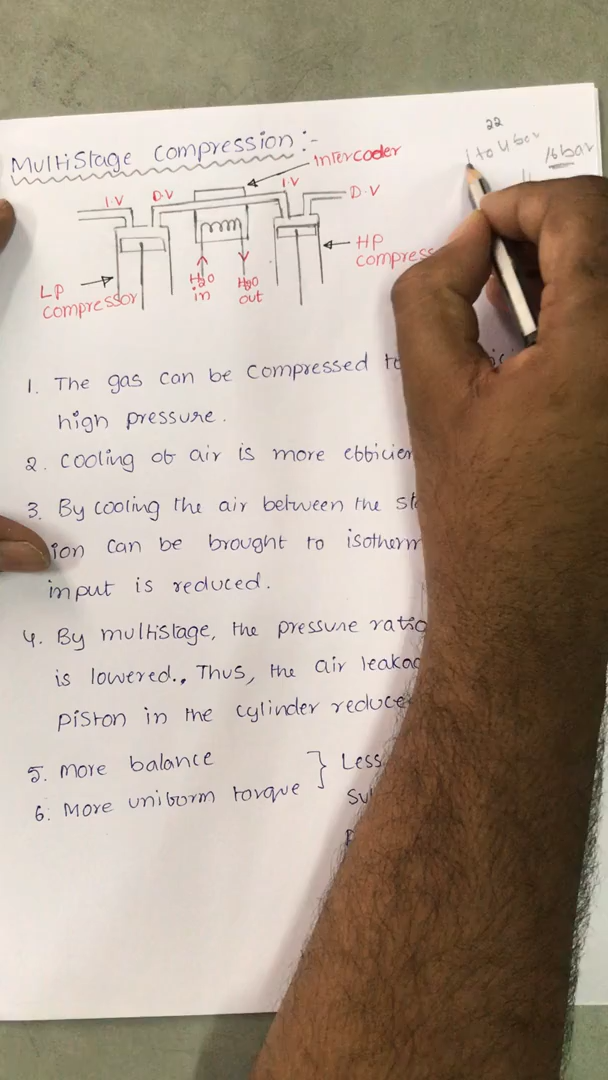 Multistage Compression :-
Intercoder
22
1 to 4 bar
16bar
I.V
D.V
I.V
D.V
LP
compressor
H2O
in
H2O
out
HP
compress
1. The gas can be compressed to
high pressure.
2. cooling of air is more efficien
3. By cooling the air between the st
ion can be brought to isotherm
input is reduced.
4. By multistage, the pressure ratio
is lowered., Thus, the air leakag
piston in the cylinder reduce
5. more balance
6. More uniform torque } Less